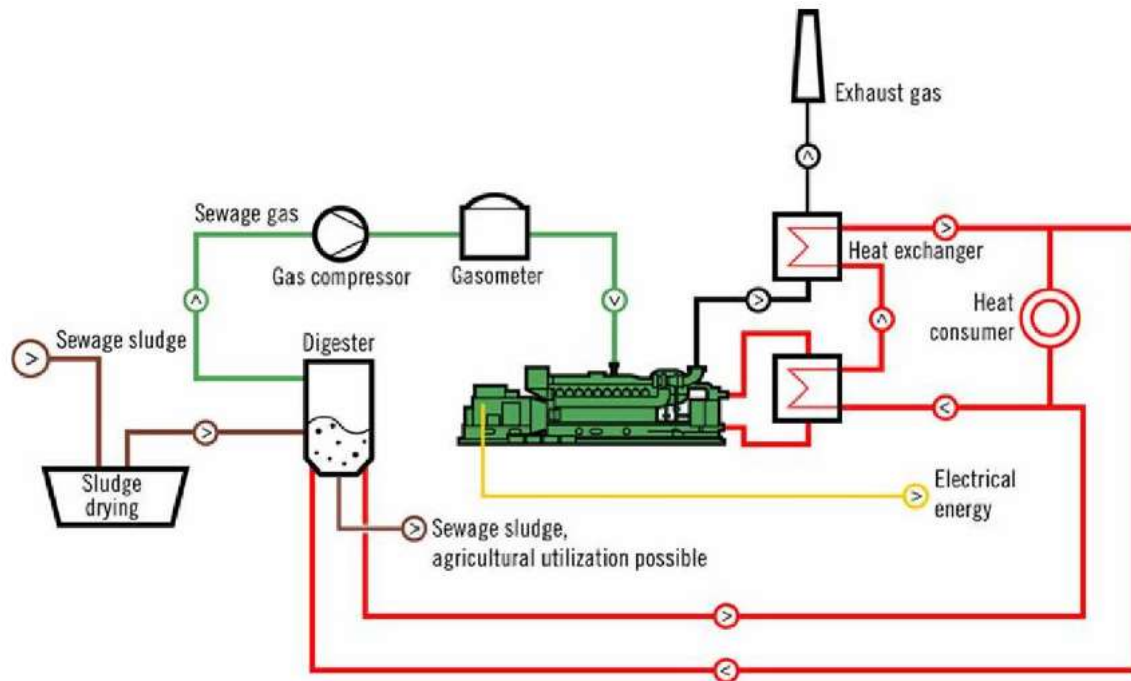 Exhaust gas
Sewage gas
Gas compressor
Gasometer
Heat exchanger
Heat
consumer
Sewage sludge
Digester
Sludge
drying
Electrical
energy
Sewage sludge,
agricultural utilization possible